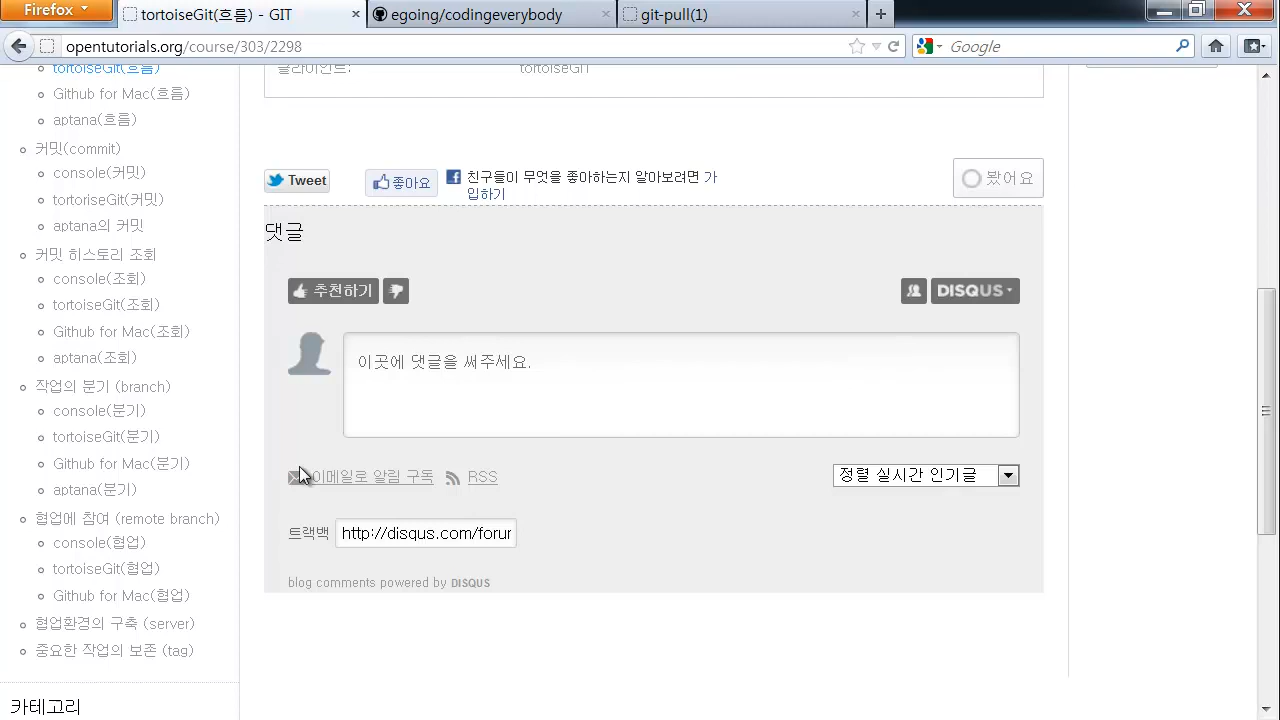 Firefox
tortoiseGit(흐름) - GIT
egoing/codingeverybody
git-pull(1)
opentutorials.org/course/303/2298
Google
tortoiseGit(흐름)
Github for Mac(흐름)
aptana(흐름)
커밋(commit)
console(커밋)
tortoriseGit(커밋)
aptana의 커밋
커밋 히스토리 조회
console(조회)
tortoiseGit(조회)
Github for Mac(조회)
aptana(조회)
작업의 분기 (branch)
console(분기)
tortoiseGit(분기)
Github for Mac(분기)
aptana(분기)
협업에 참여 (remote branch)
console(협업)
tortoiseGit(협업)
Github for Mac(협업)
협업환경의 구축 (server)
중요한 작업의 보존 (tag)
카테고리
tortoiseGIT
Tweet
좋아요
친구들이 무엇을 좋아하는지 알아보려면 가
입하기
봤어요
댓글
추천하기
DISQUS
이곳에 댓글을 써주세요.
이메일로 알림 구독
RSS
정렬 실시간 인기글
트랙백
http://disqus.com/forur
blog comments powered by DISQUS